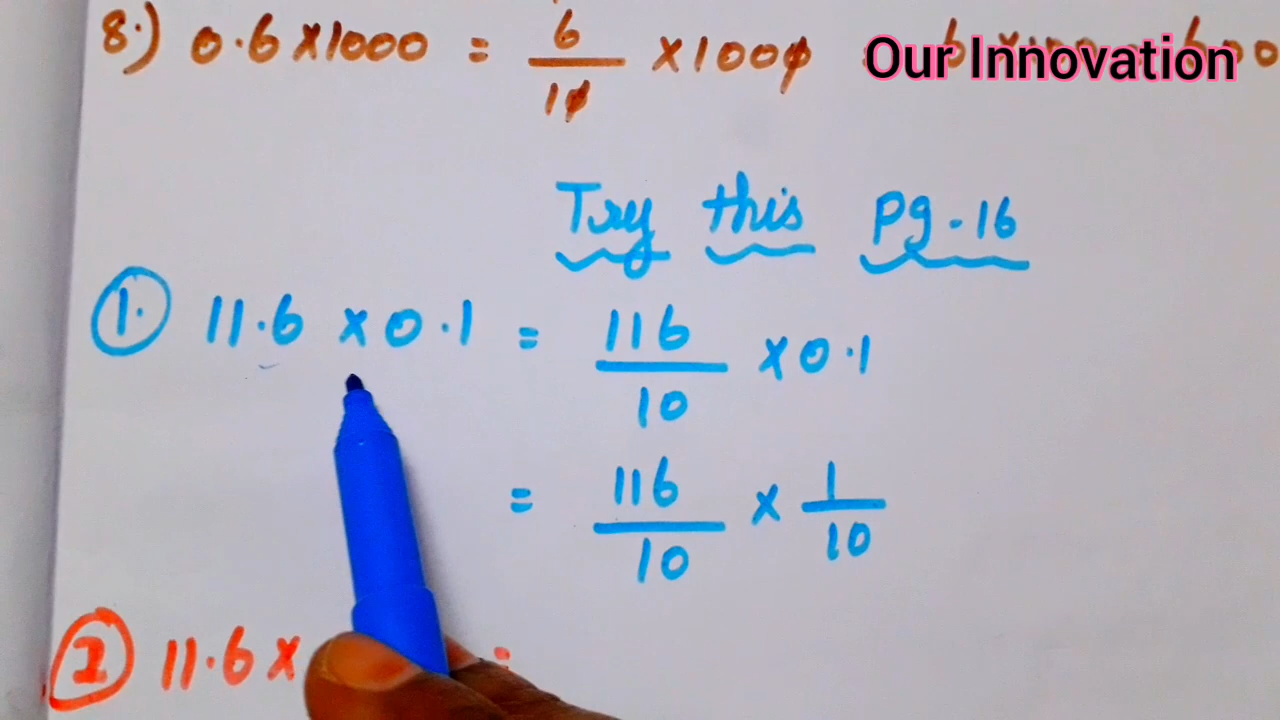 8.) 0.6 x 1000 = 6/10 x 1000
Our Innovation
Try this Pg-16
1. 11.6 x 0.1 = 116/10 x 0.1
= 116/10 x 1/10
2 11.6 x